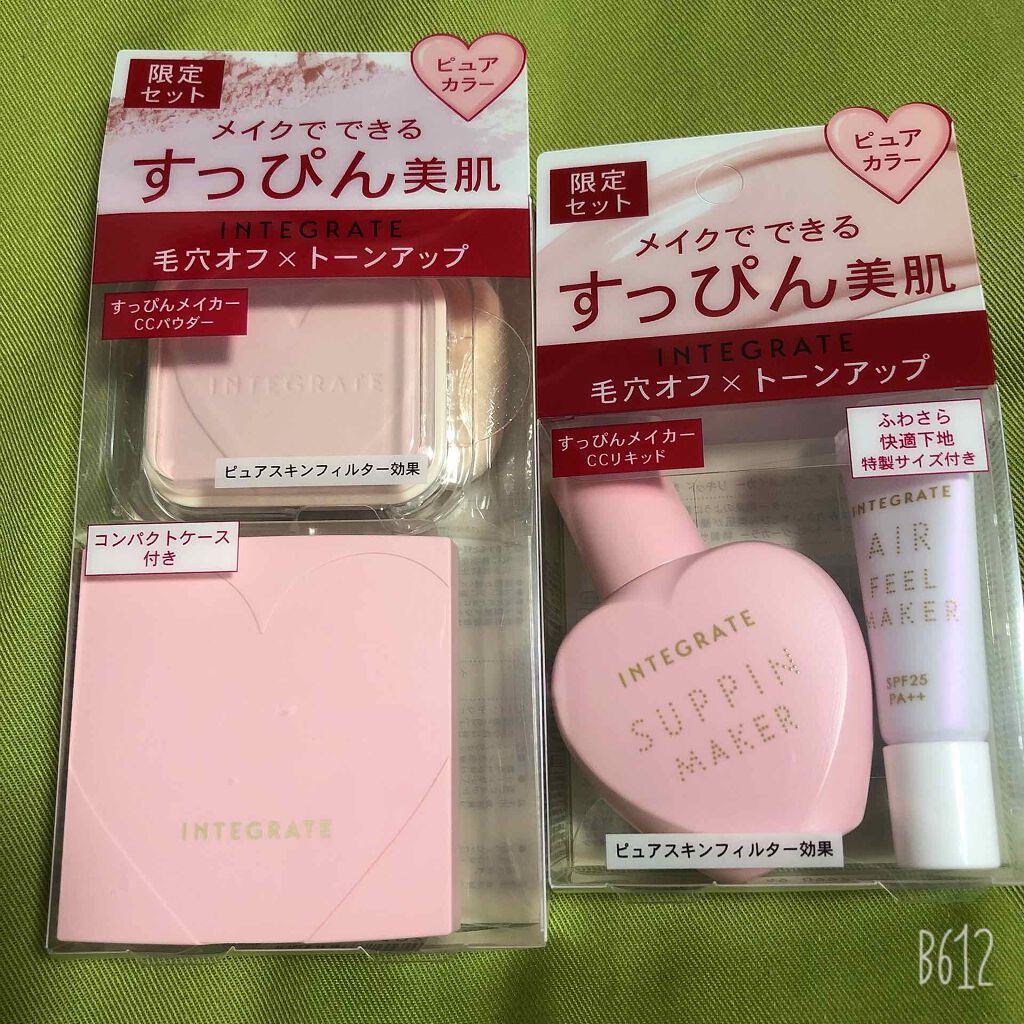 限定
セット
ピュア
カラー
メイクで できる
すっぴん美肌
INTEGRATE
毛穴オフ×トーンアップ
すっぴんメイカー
CCパウダー
INTEGRATE
ピュアスキンフィルター効果
コンパクトケース
付き
INTEGRATE
限定
セット
ピュア
カラー
メイクで できる
すっぴん美肌
INTEGRATE
毛穴オフ×トーンアップ
すっぴんメイカー
CCリキッド
ふわさら
快適下地
特製サイズ付き
INTEGRATE
SUPPIN
MAKER
INTEGRATE
AIR
FEEL
MAKER
SPF25
PA++
ピュアスキンフィルター効果
B612